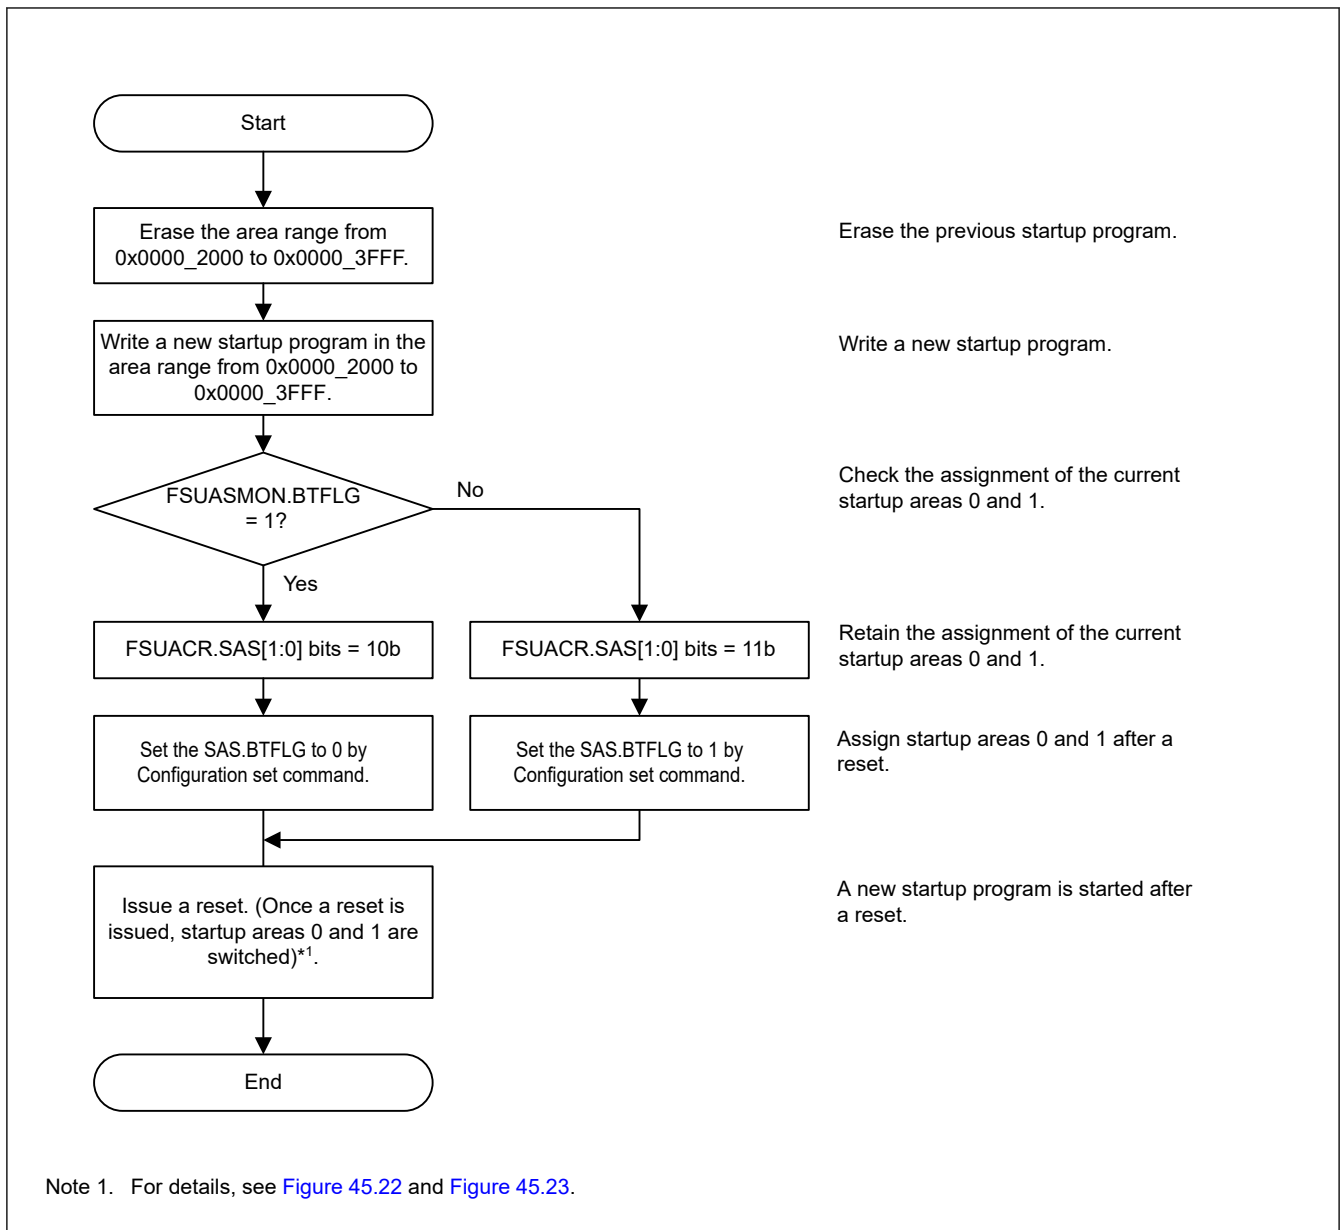 Start
Erase the area range from
0x0000_2000 to 0x0000_3FFF.
Erase the previous startup program.
Write a new startup program in the
area range from 0x0000_2000 to
0x0000_3FFF.
Write a new startup program.
FSUASMON.BTFLG
= 1?
No
Yes
Check the assignment of the current
startup areas 0 and 1.
FSUACR.SAS[1:0] bits = 10b
FSUACR.SAS[1:0] bits = 11b
Retain the assignment of the current
startup areas 0 and 1.
Set the SAS.BTFLG to 0 by
Configuration set command.
Set the SAS.BTFLG to 1 by
Configuration set command.
Assign startup areas 0 and 1 after a
reset.
Issue a reset. (Once a reset is
issued, startup areas 0 and 1 are
switched)*1.
A new startup program is started after
a reset.
End
Note 1. For details, see Figure 45.22 and Figure 45.23.